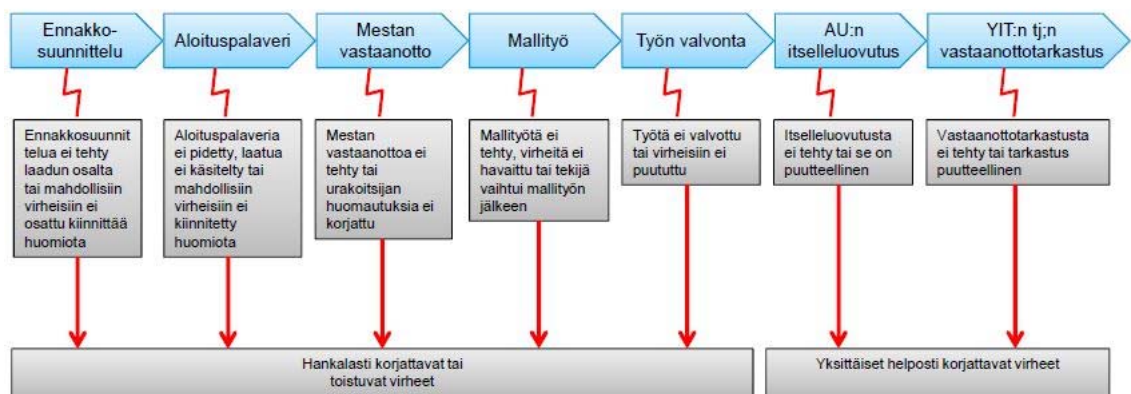 Ennakko-
suunnittelu
Aloituspalaveri
Mestan
vastaanotto
Mallityö
Työn valvonta
AU:n
itselleluovutus
YIT:n tj;n
vastaanottotarkastus
Ennakkosuunnit
telua ei tehty
laadun osalta
tai mahdollisiin
virheisiin ei
osattu kiinnittää
huomiota
Aloituspalaveria
ei pidetty, laatua
ei käsitelty tai
mahdollisiin
virheisiin ei
kiinnitetty
huomiota
Mestan
vastaanottoa ei
tehty tai
urakoitsijan
huomautuksia ei
korjattu
Mallityötä ei
tehty, virheitä ei
havaittu tai tekijä
vaihtui mallityön
jälkeen
Työtä ei valvottu
tai virheisiin ei
puututtu
Itselleluovutusta
ei tehty tai se on
puutteellinen
Vastaanottotarkastusta
ei tehty tai tarkastus
puutteellinen
Hankalasti korjattavat tai
toistuvat virheet
Yksittäiset helposti korjattavat virheet